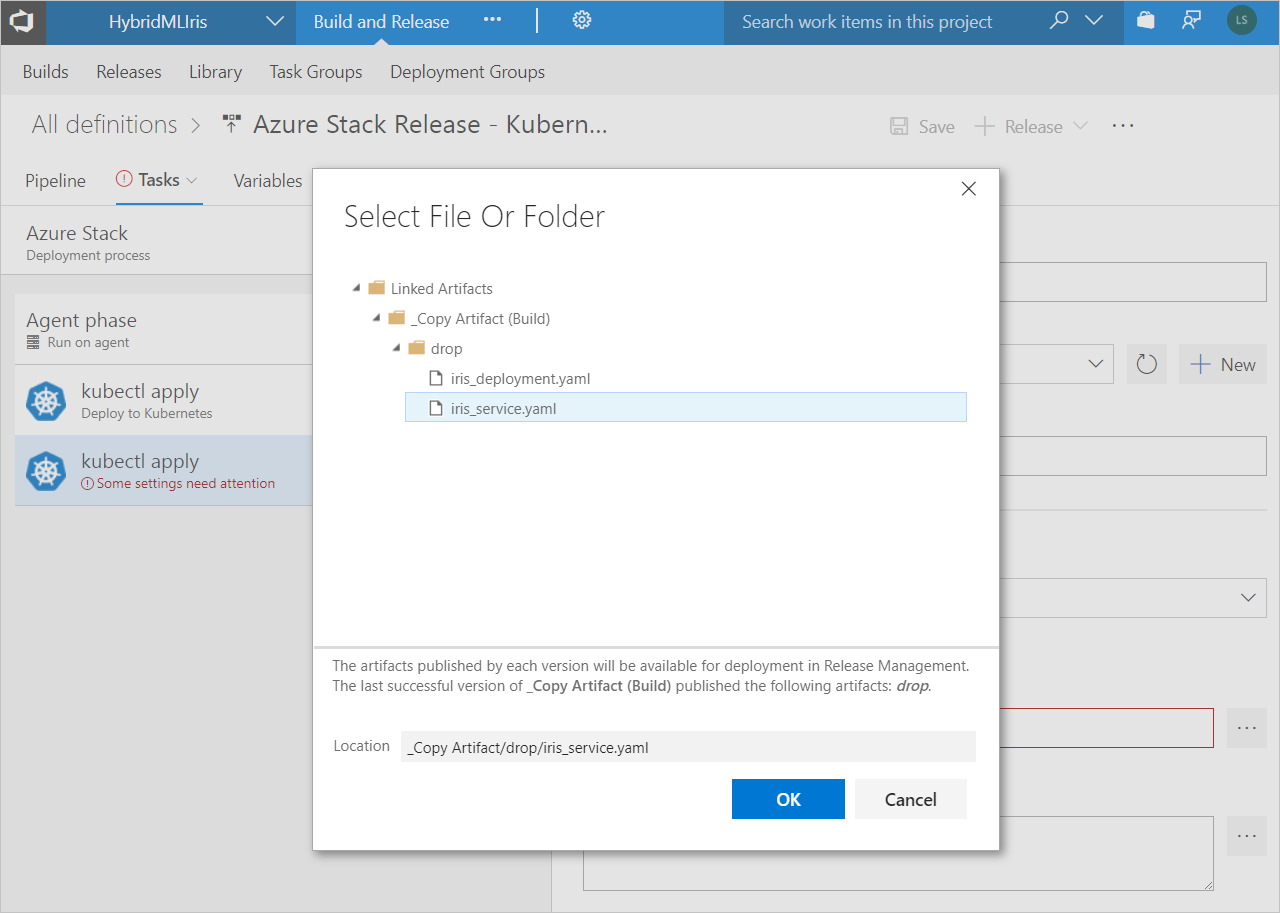 HybridMLIris
Build and Release
...
Search work items in this project
LS
Builds
Releases
Library
Task Groups
Deployment Groups
All definitions
Azure Stack Release - Kubern...
Save
Release
...
Pipeline
Tasks
Variables
Azure Stack
Deployment process
Agent phase
Run on agent
kubectl apply
Deploy to Kubernetes
kubectl apply
Some settings need attention
Select File Or Folder
Linked Artifacts
_Copy Artifact (Build)
drop
iris_deployment.yaml
iris_service.yaml
The artifacts published by each version will be available for deployment in Release Management.
The last successful version of _Copy Artifact (Build) published the following artifacts: drop.
Location
_Copy Artifact/drop/iris_service.yaml
OK
Cancel
New
...
...